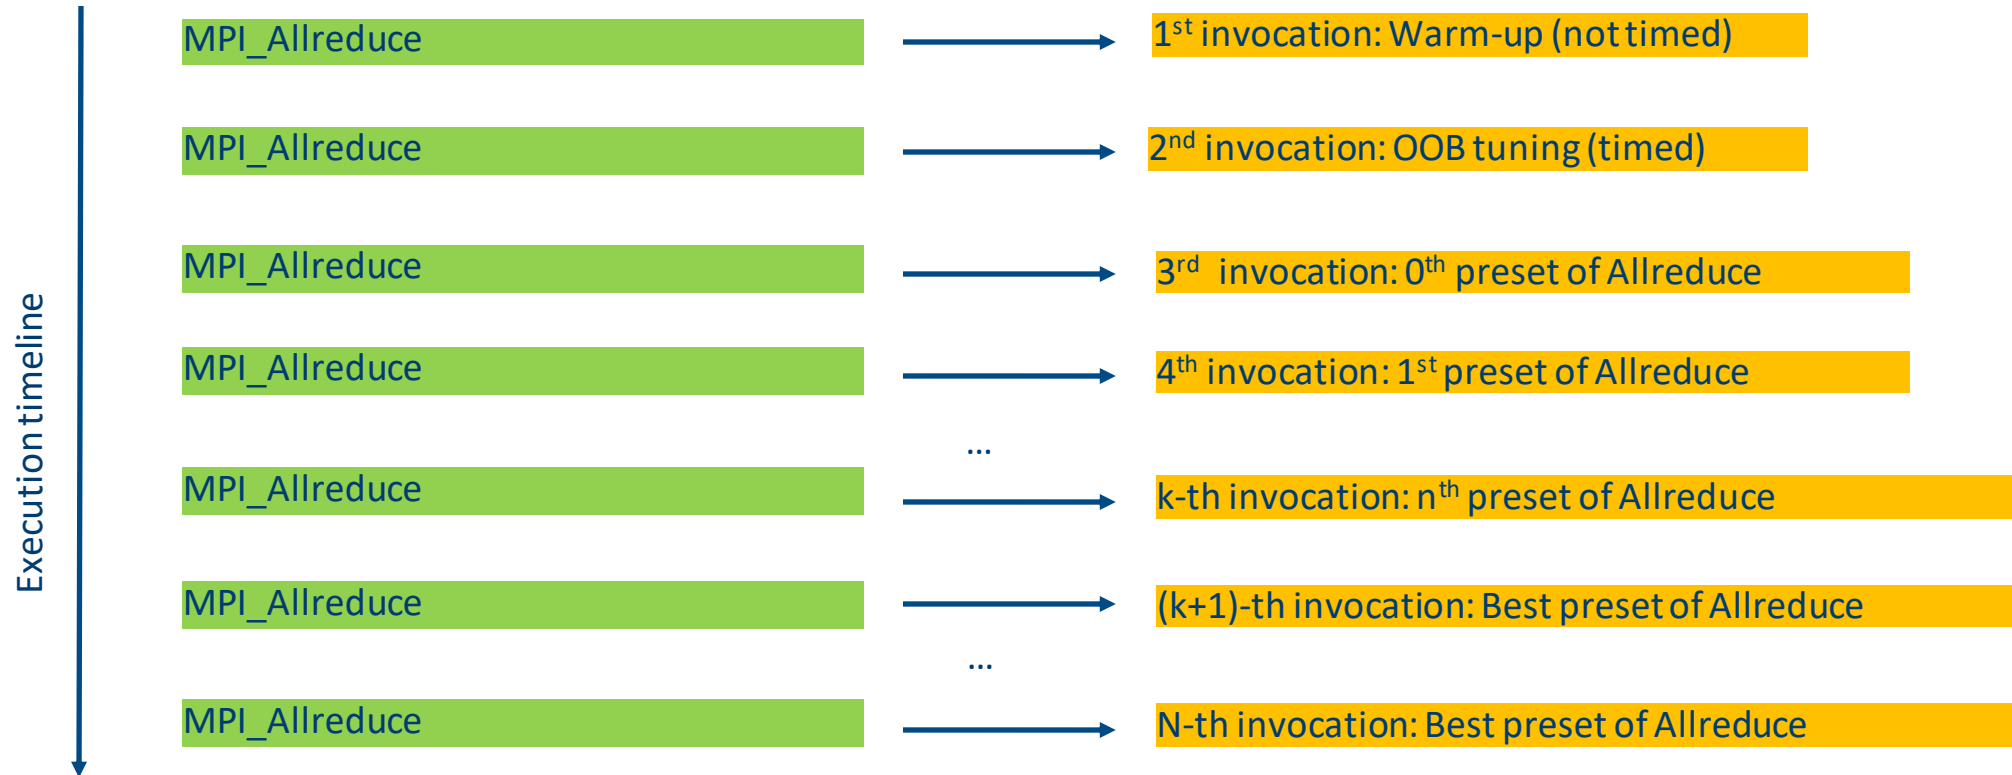 Execution timeline
MPI_Allreduce
1st invocation: Warm-up (not timed)
MPI_Allreduce
2nd invocation: OOB tuning (timed)
MPI_Allreduce
3rd invocation: 0th preset of Allreduce
MPI_Allreduce
4th invocation: 1st preset of Allreduce
...
MPI_Allreduce
k-th invocation: nth preset of Allreduce
MPI_Allreduce
(k+1)-th invocation: Best preset of Allreduce
...
MPI_Allreduce
N-th invocation: Best preset of Allreduce